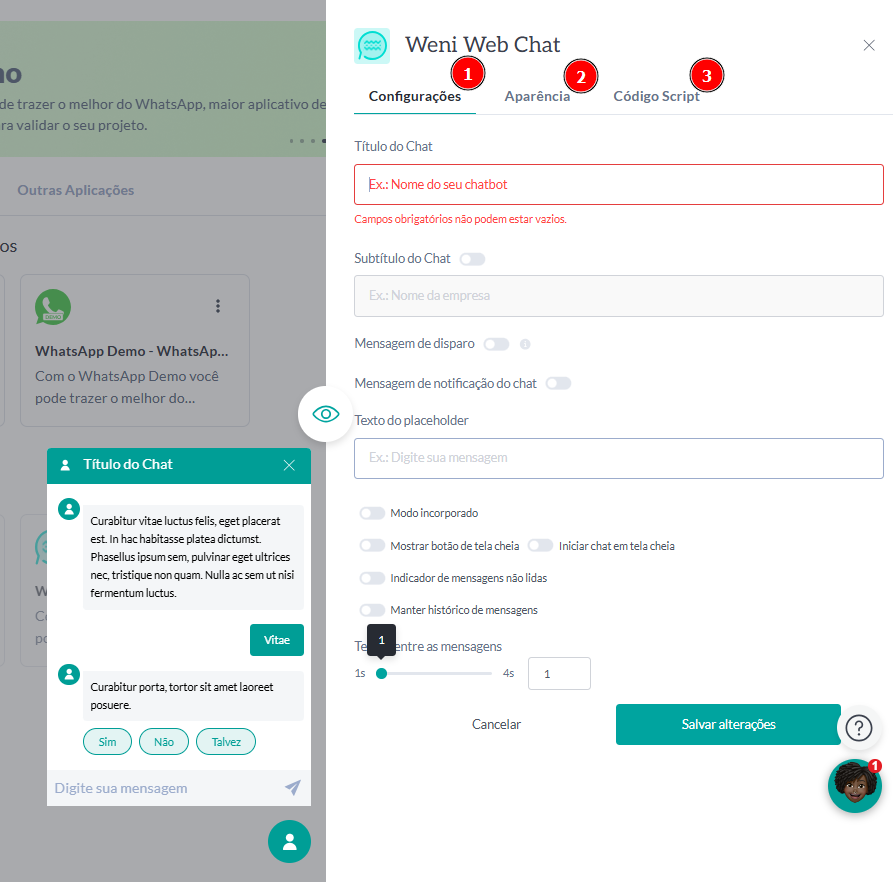 Weni Web Chat
1
2
3
Configurações
Aparência
Código Script
de trazer o melhor do WhatsApp, maior aplicativo de
ra validar o seu projeto.
Outras Aplicações
os
DEMO
WhatsApp Demo - WhatsAp...
Com o WhatsApp Demo você
pode trazer o melhor do...
Título do Chat
Ex.: Nome do seu chatbot
Campos obrigatórios não podem estar vazios.
Subtítulo do Chat
Ex.: Nome da empresa
Mensagem de disparo
Mensagem de notificação do chat
Texto do placeholder
Ex.: Digite sua mensagem
Modo incorporado
Mostrar botão de tela cheia
Iniciar chat em tela cheia
Indicador de mensagens não lidas
Manter histórico de mensagens
1
entre as mensagens
1s
4s
1
Cancelar
Salvar alterações
?
1
Título do Chat
Curabitur vitae luctus felis, eget placerat
est. In hac habitasse platea dictumst.
Phasellus ipsum sem, pulvinar eget ultrices
nec, tristique non quam. Nulla ac sem ut nisi
fermentum luctus.
Vitae
Curabitur porta, tortor sit amet laoreet
posuere.
Sim
Não
Talvez
Digite sua mensagem